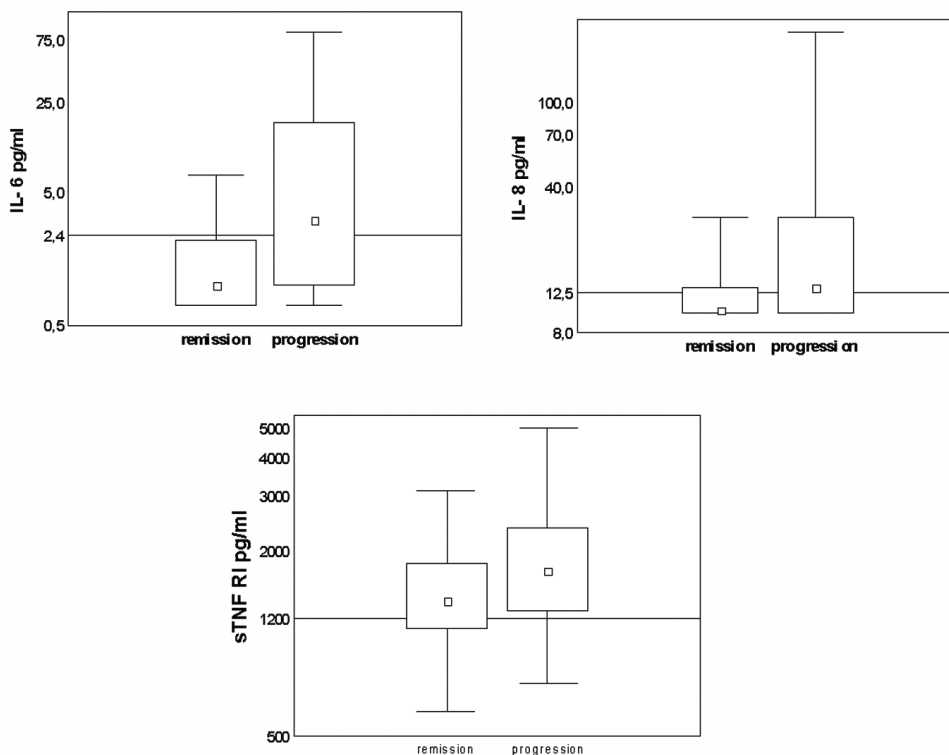 IL- 6 pg/ml
75,0
25,0
5,0
2,4
0,5
remission progression
IL- 8 pg/ml
100,0
70,0
40,0
12,5
8,0
remission progression
sTNF RI pg/ml
5000
4000
3000
2000
1200
500
remission progression